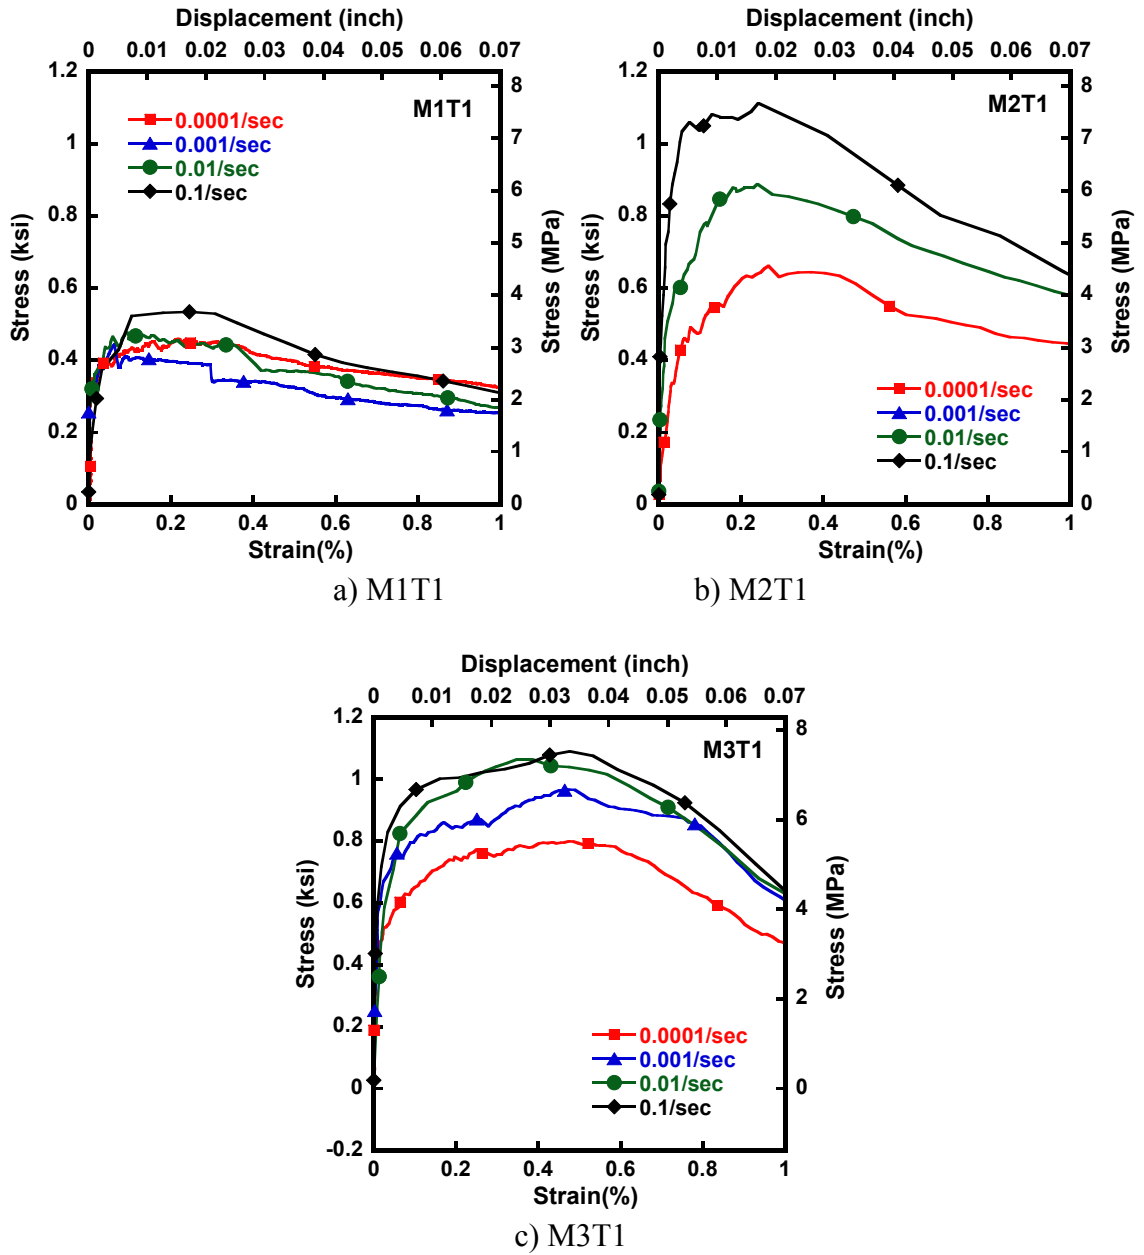 Displacement (inch)
0 0.01 0.02 0.03 0.04 0.05 0.06 0.07
1.2
1
0.8
0.6
0.4
0.2
0
Stress (ksi)
M1T1
0.0001/sec
0.001/sec
0.01/sec
0.1/sec
8
7
6
5
4
3
2
1
0
Stress (MPa)
0 0.2 0.4 0.6 0.8 1
Strain(%)
a) M1T1
Displacement (inch)
0 0.01 0.02 0.03 0.04 0.05 0.06 0.07
1.2
1
0.8
0.6
0.4
0.2
0
Stress (ksi)
M2T1
0.0001/sec
0.001/sec
0.01/sec
0.1/sec
8
7
6
5
4
3
2
1
0
Stress (MPa)
0 0.2 0.4 0.6 0.8 1
Strain(%)
b) M2T1
Displacement (inch)
0 0.01 0.02 0.03 0.04 0.05 0.06 0.07
1.2
1
0.8
0.6
0.4
0.2
0
-0.2
Stress (ksi)
M3T1
0.0001/sec
0.001/sec
0.01/sec
0.1/sec
8
6
4
2
0
Stress (MPa)
0 0.2 0.4 0.6 0.8 1
Strain(%)
c) M3T1